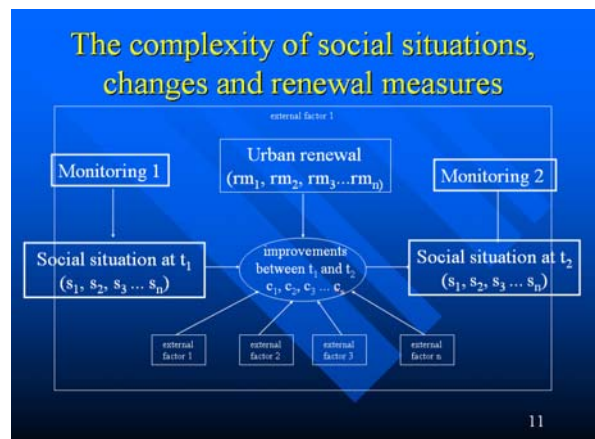 The complexity of social situations,
changes and renewal measures
external factor 1
Urban renewal
(rm₁, rm₂, rm₃...rmₙ)
Monitoring 1
Monitoring 2
Social situation at t₁
(s₁, s₂, s₃ ... sₙ)
improvements
between t₁ and t₂
c₁, c₂, c₃ ... cₙ
Social situation at t₂
(s₁, s₂, s₃ ... sₙ)
external
factor 1
external
factor 2
external
factor 3
external
factor n
11